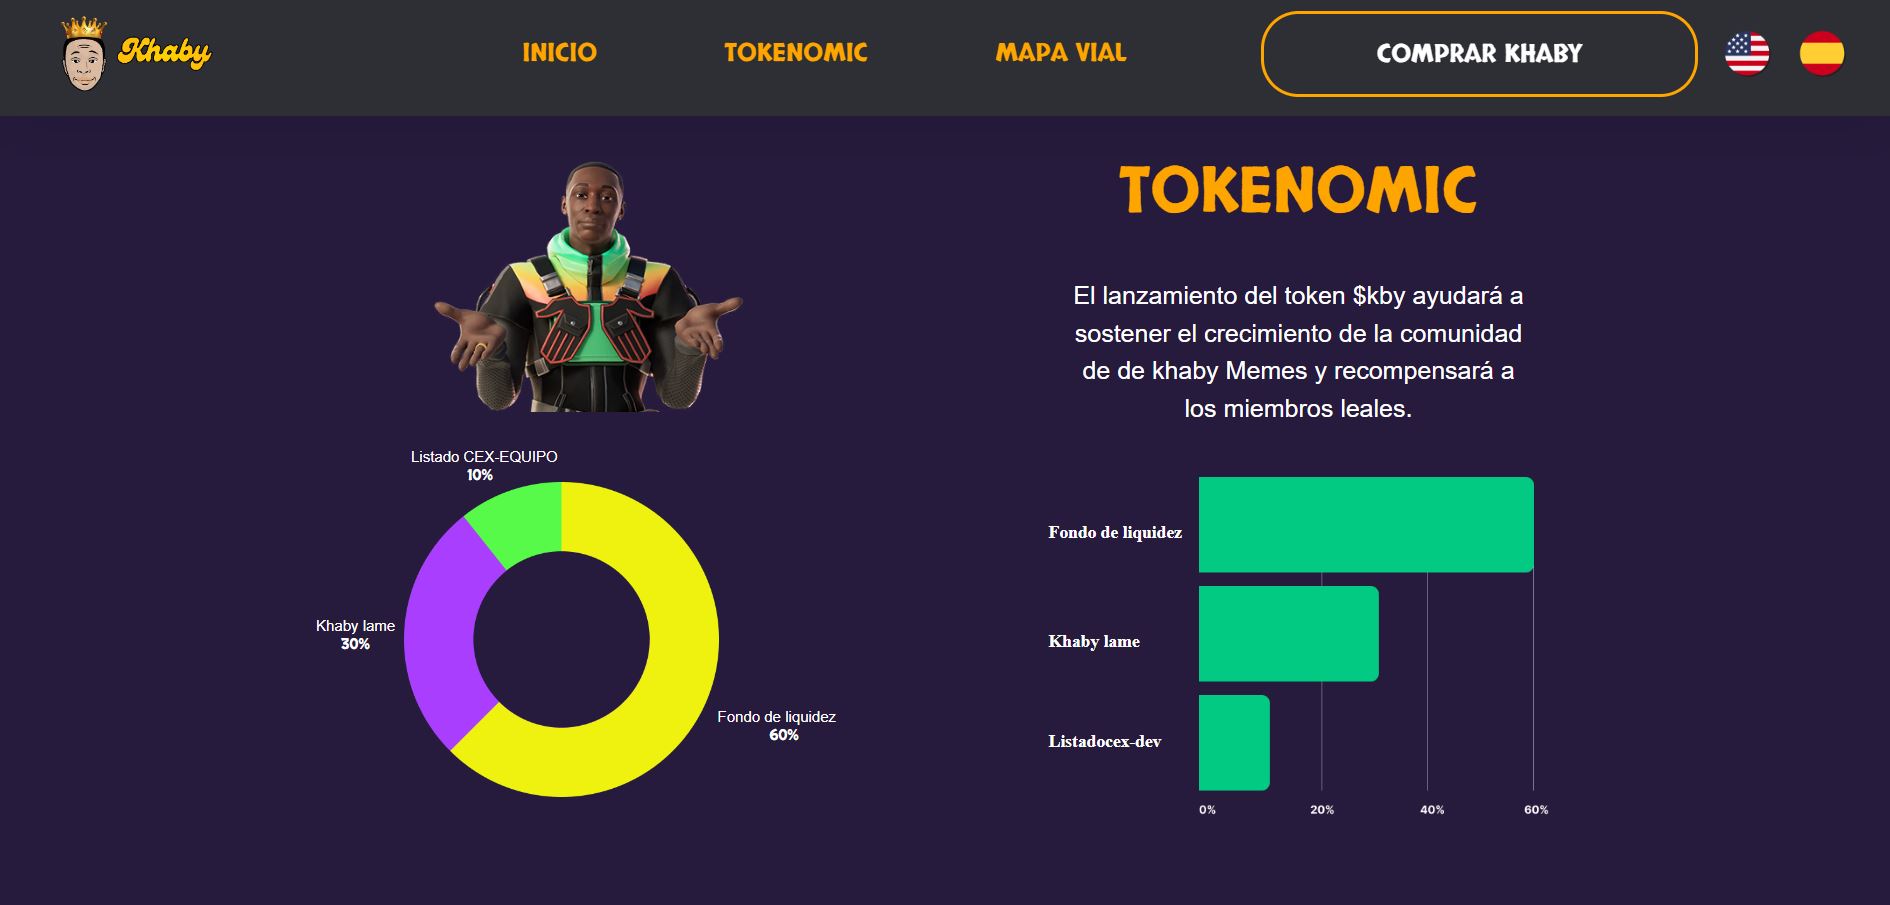 Khaby
INICIO
TOKENOMIC
MAPA VIAL
COMPRAR KHABY
TOKENOMIC
El lanzamiento del token $kby ayudará a
sostener el crecimiento de la comunidad
de de khaby Memes y recompensará a
los miembros leales.
Listado CEX-EQUIPO
10%
Khaby lame
30%
Fondo de liquidez
60%
Fondo de liquidez
Khaby lame
Listadocex-dev
0%
20%
40%
60%